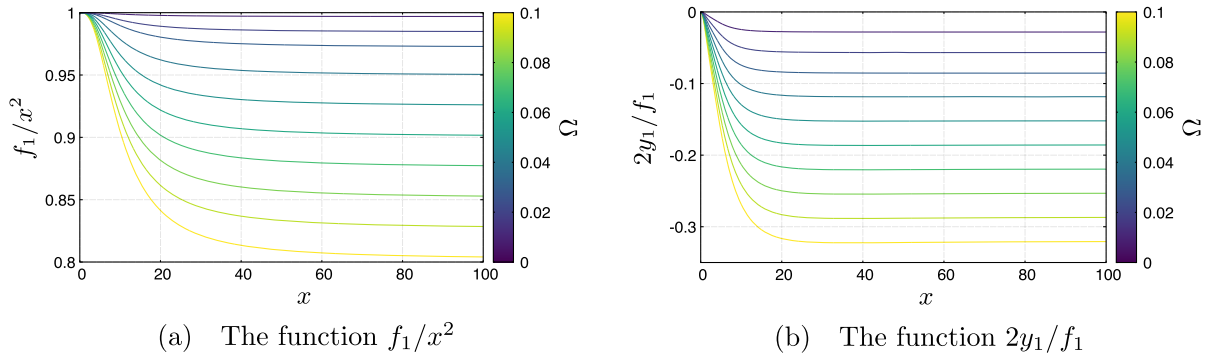 1
0.95
0.9
0.85
0.8
f₁/x²
0 20 40 60 80 100
x
0.1
0.08
0.06
0.04
0.02
0
Ω
(a) The function f₁/x²
0
-0.1
-0.2
-0.3
2y₁/f₁
0 20 40 60 80 100
x
0.1
0.08
0.06
0.04
0.02
0
Ω
(b) The function 2y₁/f₁